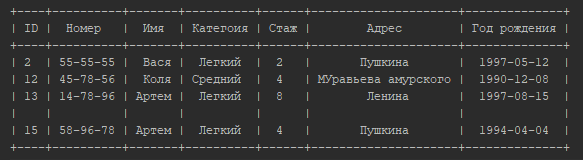 ID Номер Имя Категоия Стаж Адрес Год рождения
2 55-55-55 Вася Легкий 2 Пушкина 1997-05-12
12 45-78-56 Коля Средний 4 МУравьева амурского 1990-12-08
13 14-78-96 Артем Легкий 8 Ленина 1997-08-15
15 58-96-78 Артем Легкий 4 Пушкина 1994-04-04